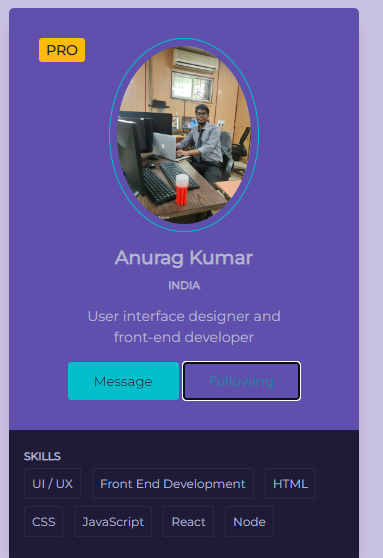 PRO
Anurag Kumar
INDIA
User interface designer and
front-end developer
Message Following
SKILLS
UI / UX Front End Development HTML
CSS JavaScript React Node